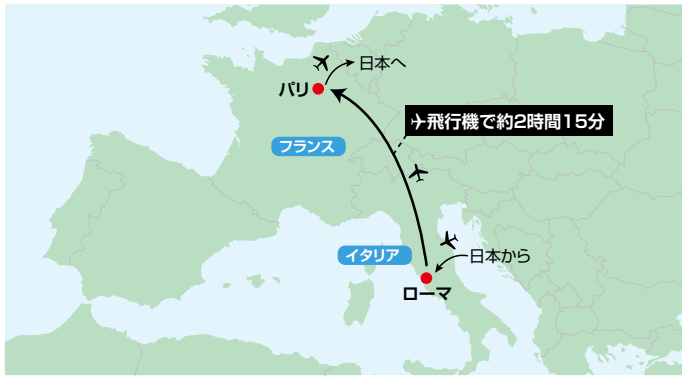 日本へ
パリ
飛行機で約2時間15分
フランス
イタリア
日本から
ローマ